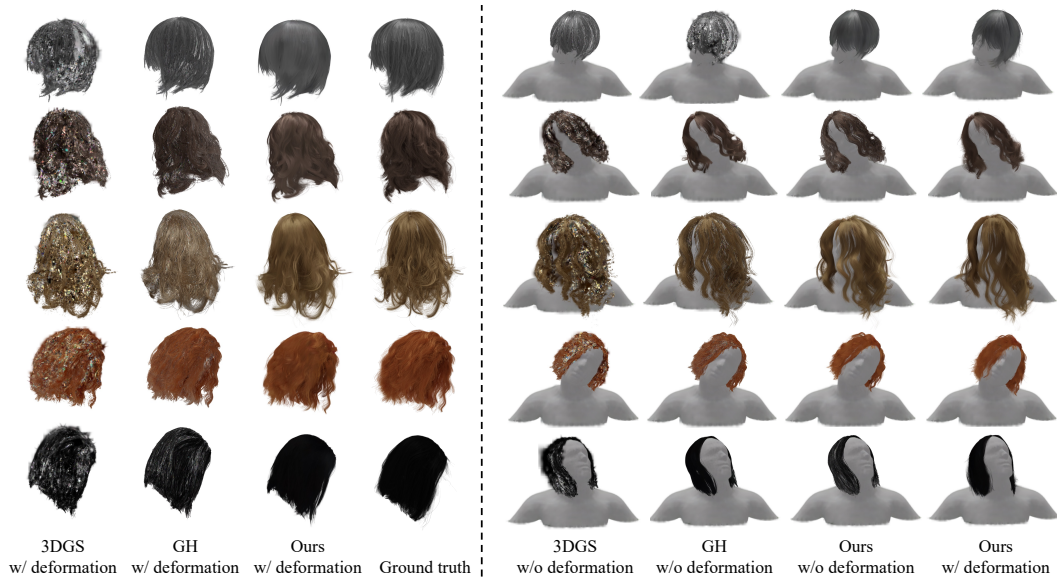 3DGS
w/ deformation
GH
w/ deformation
Ours
w/ deformation
Ground truth
3DGS
w/o deformation
GH
w/o deformation
Ours
w/o deformation
Ours
w/ deformation